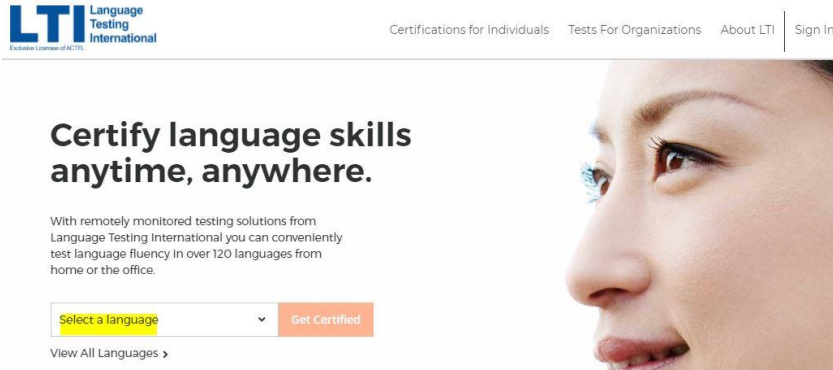 LTI
Language
Testing
International
Exclusive Licensee of ACTFL
Certifications for Individuals
Tests For Organizations
About LTI
Sign In
Certify language skills
anytime, anywhere.
With remotely monitored testing solutions from
Language Testing International you can conveniently
test language fluency in over 120 languages from
home or the office.
Select a language
Get Certified
View All Languages >